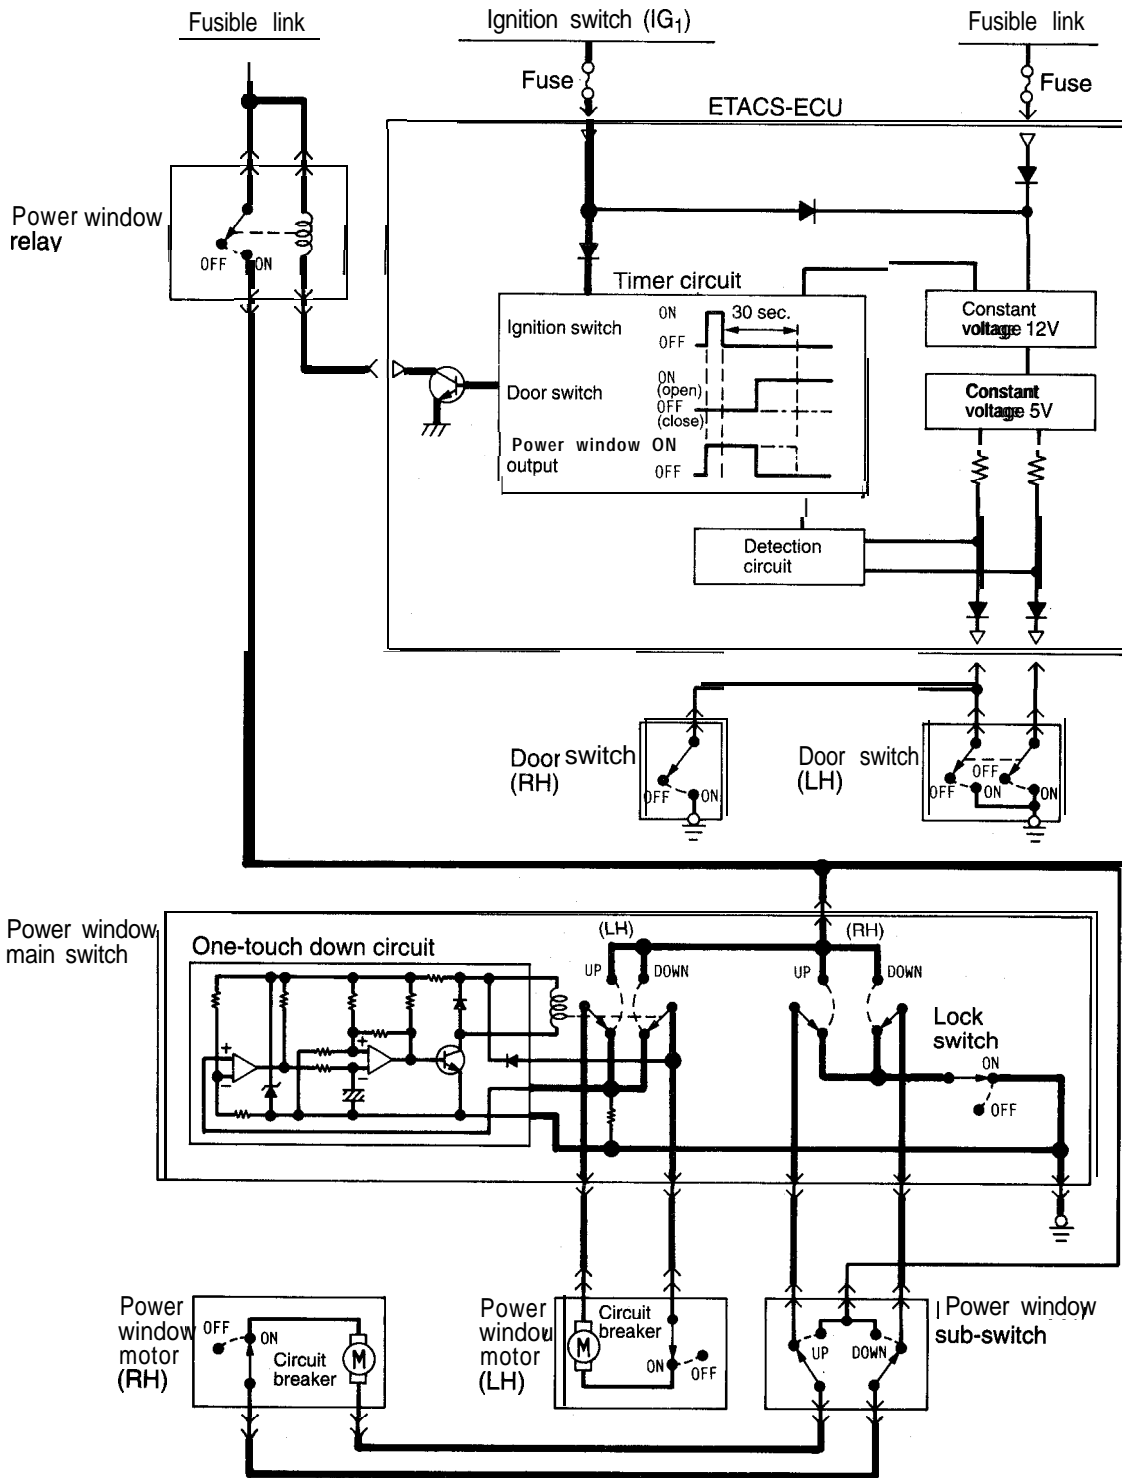 Fusible link
Ignition switch (IG1)
Fusible link
Fuse
Fuse
ETACS-ECU
Power window
relay
OFF
ON
Timer circuit
Ignition switch
ON
OFF
30 sec.
Door switch
ON
(open)
OFF
(close)
Power window ON
output
OFF
Constant
voltage 12V
Constant
voltage 5V
Detection
circuit
Door switch
(RH)
OFF
ON
Door switch
(LH)
OFF
OFF
ON
ON
Power window
main switch
One-touch down circuit
+
−
+
−
(LH)
UP
DOWN
(RH)
UP
DOWN
Lock
switch
ON
OFF
Power
window
motor
(RH)
OFF
ON
Circuit
breaker
M
Power
window
motor
(LH)
M
Circuit
breaker
ON
OFF
UP
DOWN
Power window
sub-switch